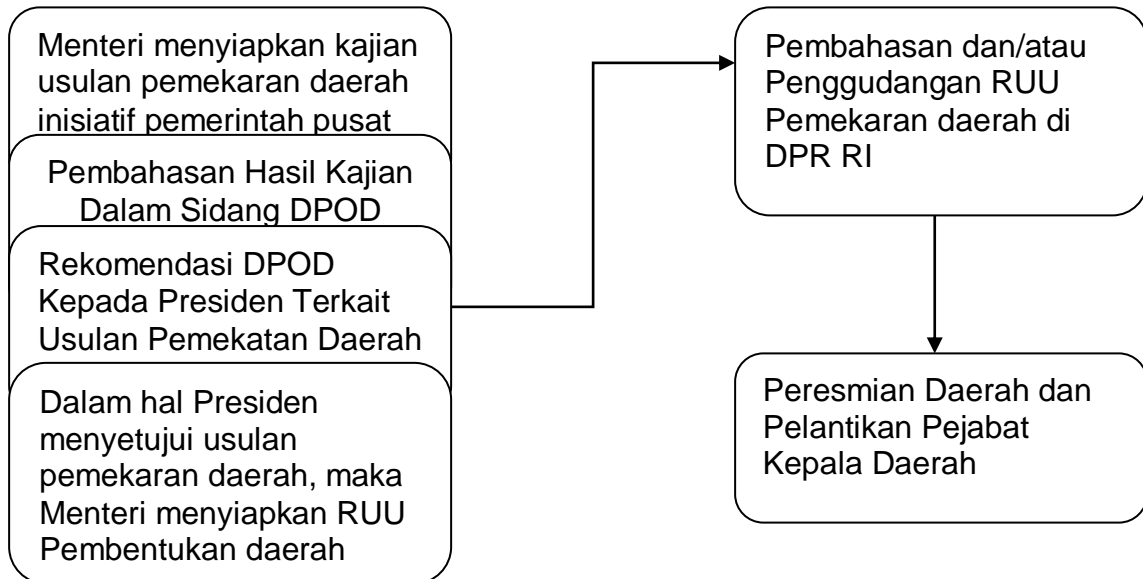 Menteri menyiapkan kajian
usulan pemekaran daerah
inisiatif pemerintah pusat
Pembahasan Hasil Kajian
Dalam Sidang DPOD
Rekomendasi DPOD
Kepada Presiden Terkait
Usulan Pemekatan Daerah
Dalam hal Presiden
menyetujui usulan
pemekaran daerah, maka
Menteri menyiapkan RUU
Pembentukan daerah
Pembahasan dan/atau
Penggudangan RUU
Pemekaran daerah di
DPR RI
Peresmian Daerah dan
Pelantikan Pejabat
Kepala Daerah